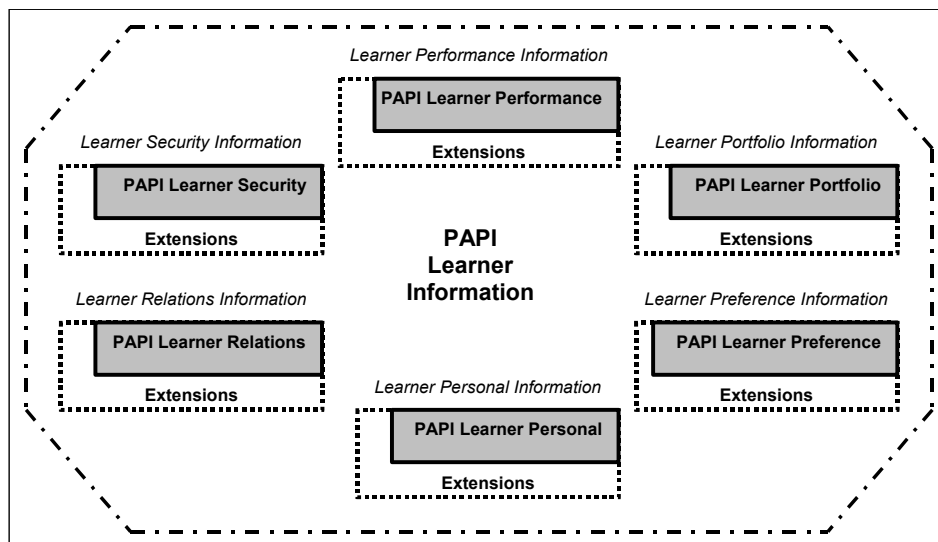 Learner Performance Information
PAPI Learner Performance
Extensions
Learner Security Information
PAPI Learner Security
Extensions
Learner Portfolio Information
PAPI Learner Portfolio
Extensions
PAPI
Learner
Information
Learner Relations Information
PAPI Learner Relations
Extensions
Learner Preference Information
PAPI Learner Preference
Extensions
Learner Personal Information
PAPI Learner Personal
Extensions